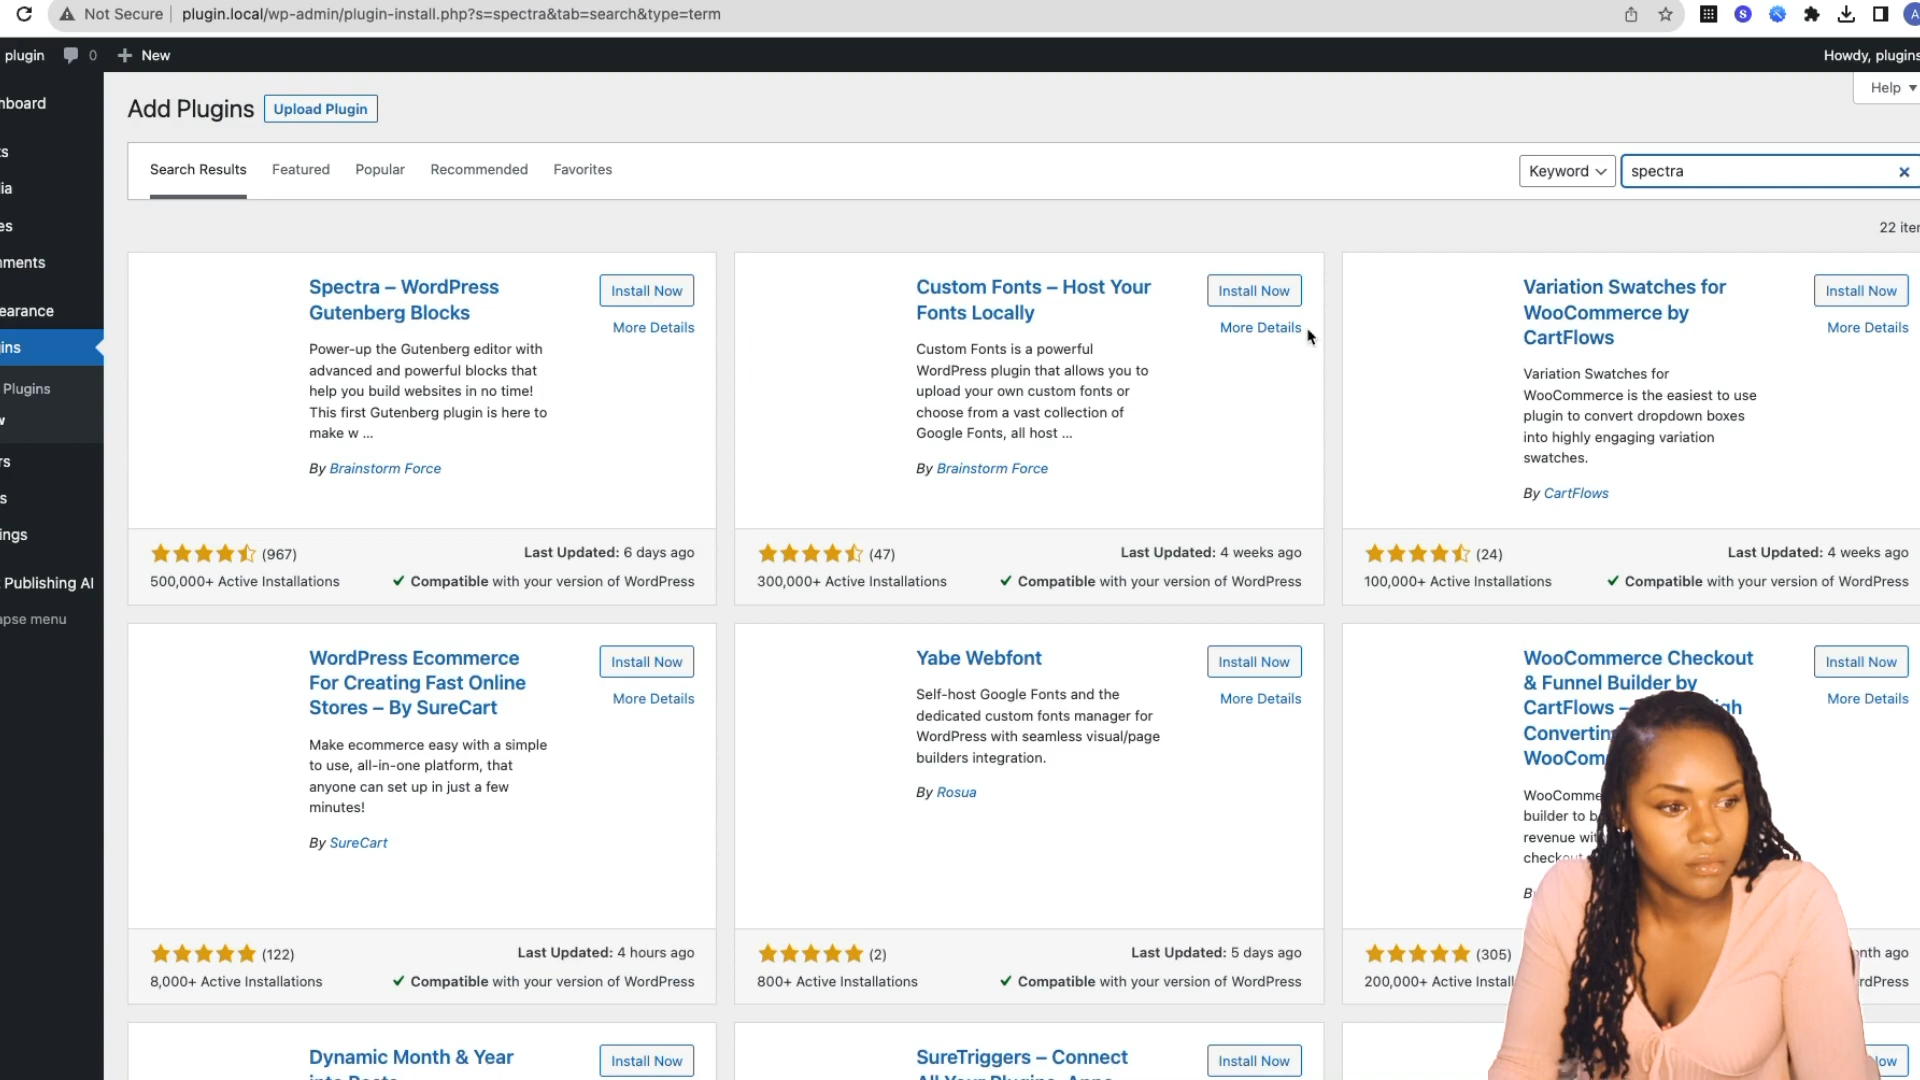 Not Secure
plugin.local/wp-admin/plugin-install.php?s=spectra&tab=search&type=term
plugin 0 New
Howdy, plugins
Help
Add Plugins
Upload Plugin
Search Results Featured Popular Recommended Favorites
Keyword
spectra
22
Plugins
Publishing AI
menu
Spectra – WordPress
Gutenberg Blocks
Install Now
More Details
Power-up the Gutenberg editor with
advanced and powerful blocks that
help you build websites in no time!
This first Gutenberg plugin is here to
make w ...
By Brainstorm Force
(967)
Last Updated: 6 days ago
500,000+ Active Installations
Compatible with your version of WordPress
Custom Fonts – Host Your
Fonts Locally
Install Now
More Details
Custom Fonts is a powerful
WordPress plugin that allows you to
upload your own custom fonts or
choose from a vast collection of
Google Fonts, all host ...
By Brainstorm Force
(47)
Last Updated: 4 weeks ago
300,000+ Active Installations
Compatible with your version of WordPress
Variation Swatches for
WooCommerce by
CartFlows
Install Now
More Details
Variation Swatches for
WooCommerce is the easiest to use
plugin to convert dropdown boxes
into highly engaging variation
swatches.
By CartFlows
(24)
Last Updated: 4 weeks ago
100,000+ Active Installations
Compatible with your version of WordPress
WordPress Ecommerce
For Creating Fast Online
Stores – By SureCart
Install Now
More Details
Make ecommerce easy with a simple
to use, all-in-one platform, that
anyone can set up in just a few
minutes!
By SureCart
(122)
Last Updated: 4 hours ago
8,000+ Active Installations
Compatible with your version of WordPress
Yabe Webfont
Install Now
More Details
Self-host Google Fonts and the
dedicated custom fonts manager for
WordPress with seamless visual/page
builders integration.
By Rosua
(2)
Last Updated: 5 days ago
800+ Active Installations
Compatible with your version of WordPress
WooCommerce Checkout
& Funnel Builder by
CartFlows –
Install Now
More Details
builder to
revenue
(305)
ago
200,000+ Active
Dynamic Month & Year
Install Now
SureTriggers – Connect
Install Now